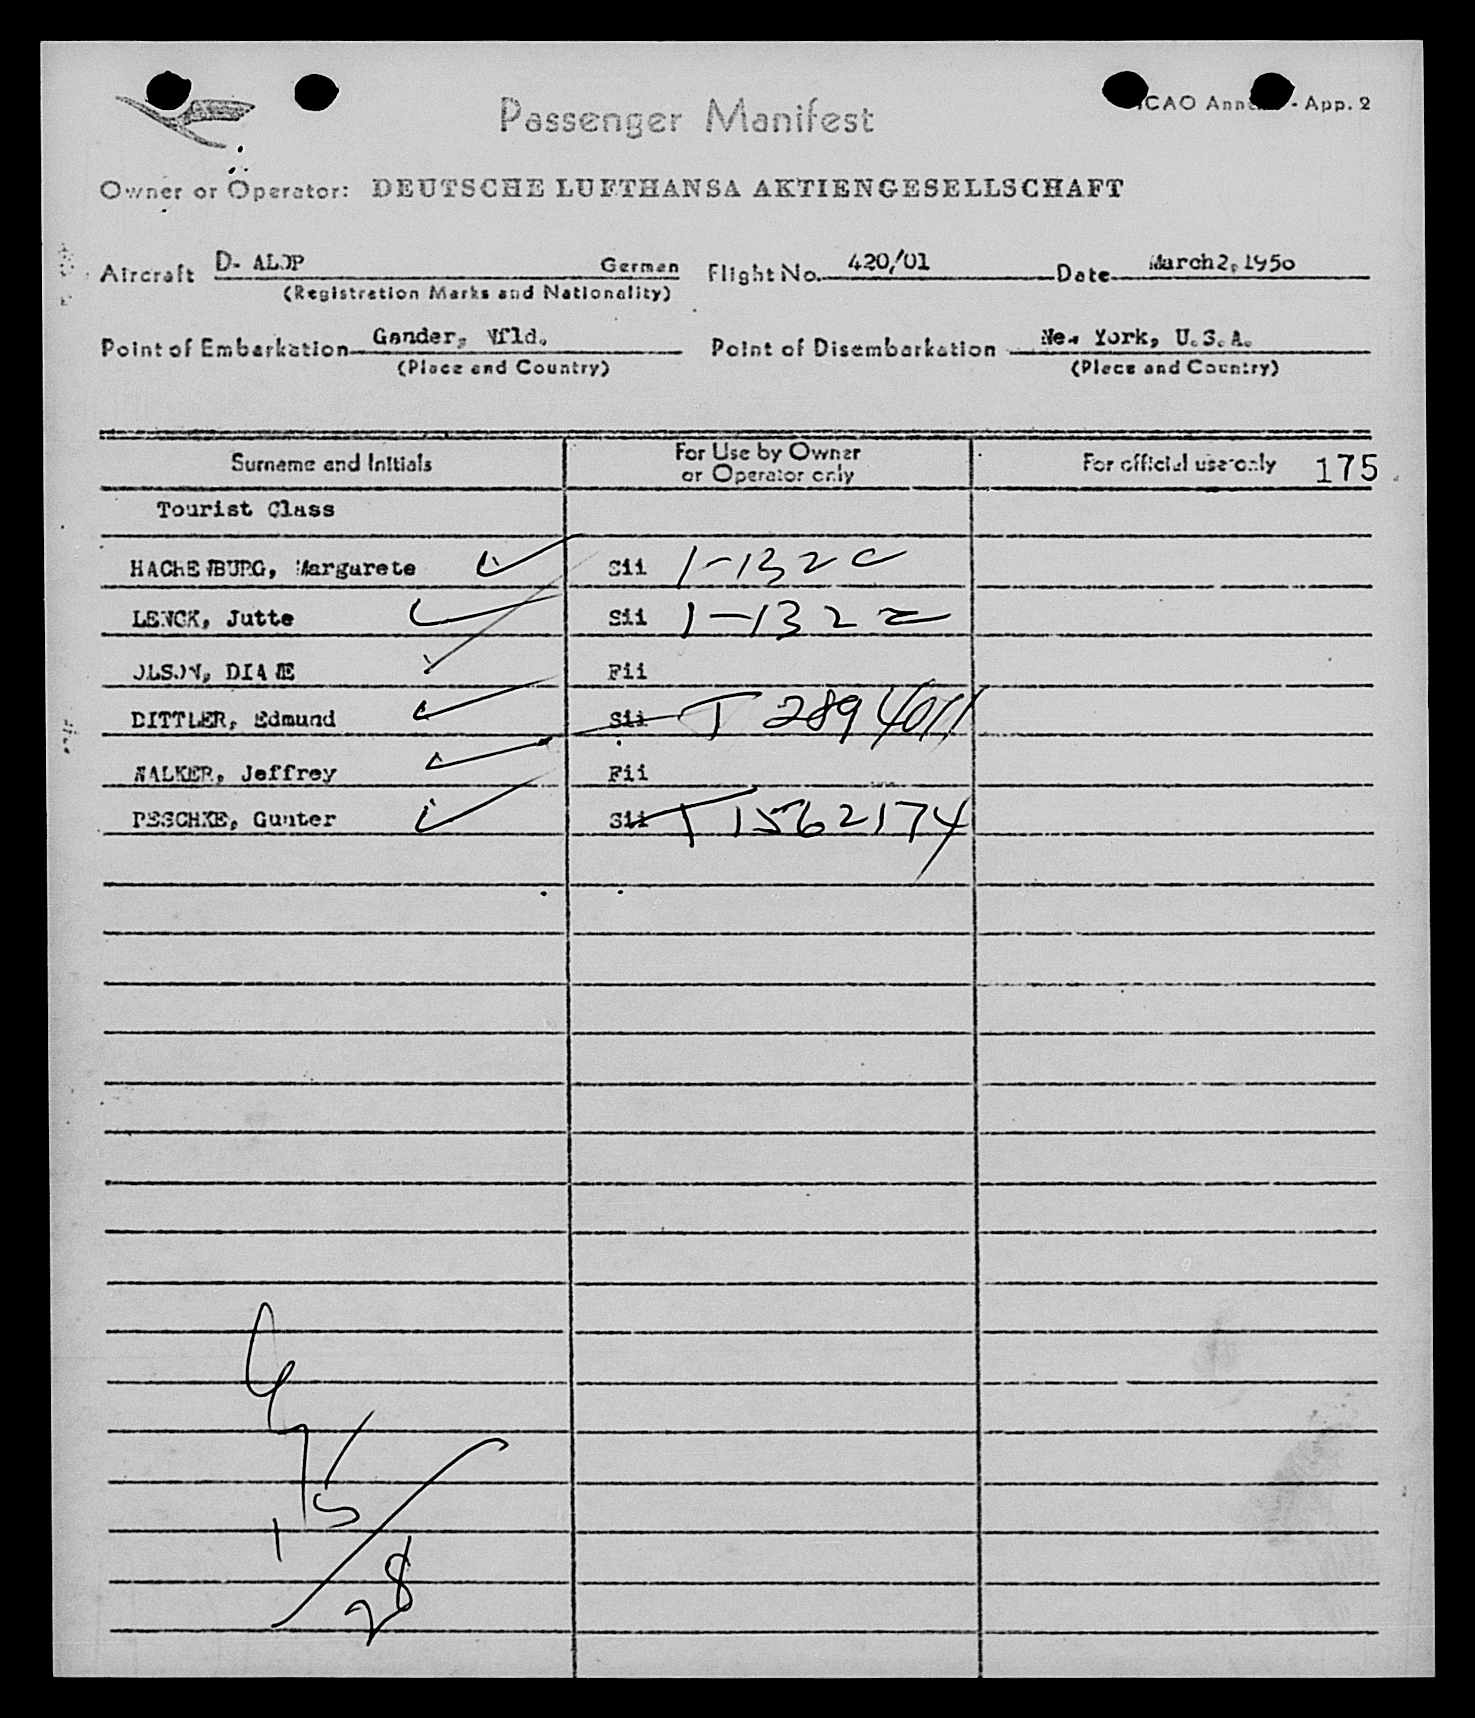 Passenger Manifest
ICAO Annex - App. 2
Owner or Operator: DEUTSCHE LUFTHANSA AKTIENGESELLSCHAFT
Aircraft D- ALOP German Flight No. 420/01 Date March 2, 1956
(Registration Marks and Nationality)
Point of Embarkation Gander, Nfld. Point of Disembarkation New York, U.S.A.
(Place and Country) (Place and Country)
Surname and Initials For Use by Owner or Operator only For official use only 175
Tourist Class
HACHENBURG, Margarete Sii 1-132
LENCK, Jutte Sii 1-132
OLSON, DIANE Fii
DITTLER, Edmund Sii T 2894011
WALKER, Jeffrey Fii
PESCHKE, Gunter Sii T 1562174
28